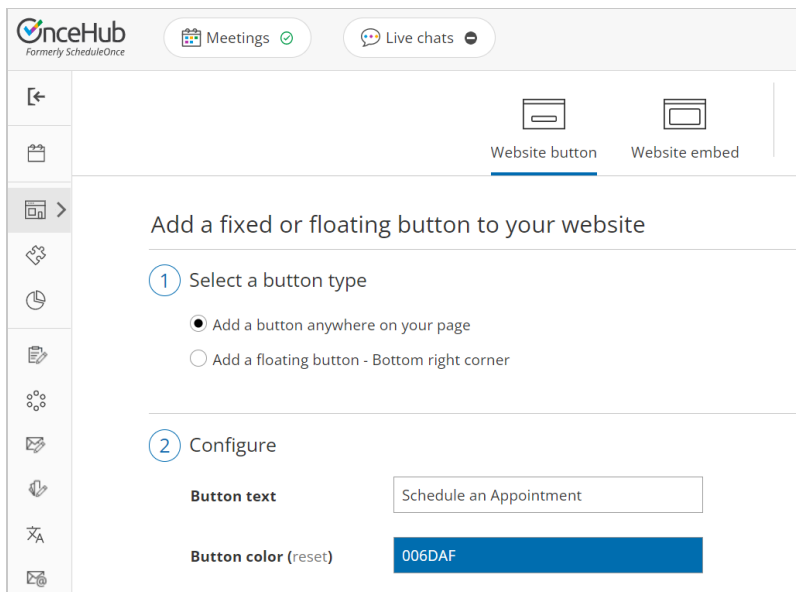 OnceHub
Formerly ScheduleOnce
Meetings
Live chats
Website button
Website embed
Add a fixed or floating button to your website
1 Select a button type
Add a button anywhere on your page
Add a floating button - Bottom right corner
2 Configure
Button text
Schedule an Appointment
Button color (reset)
006DAF